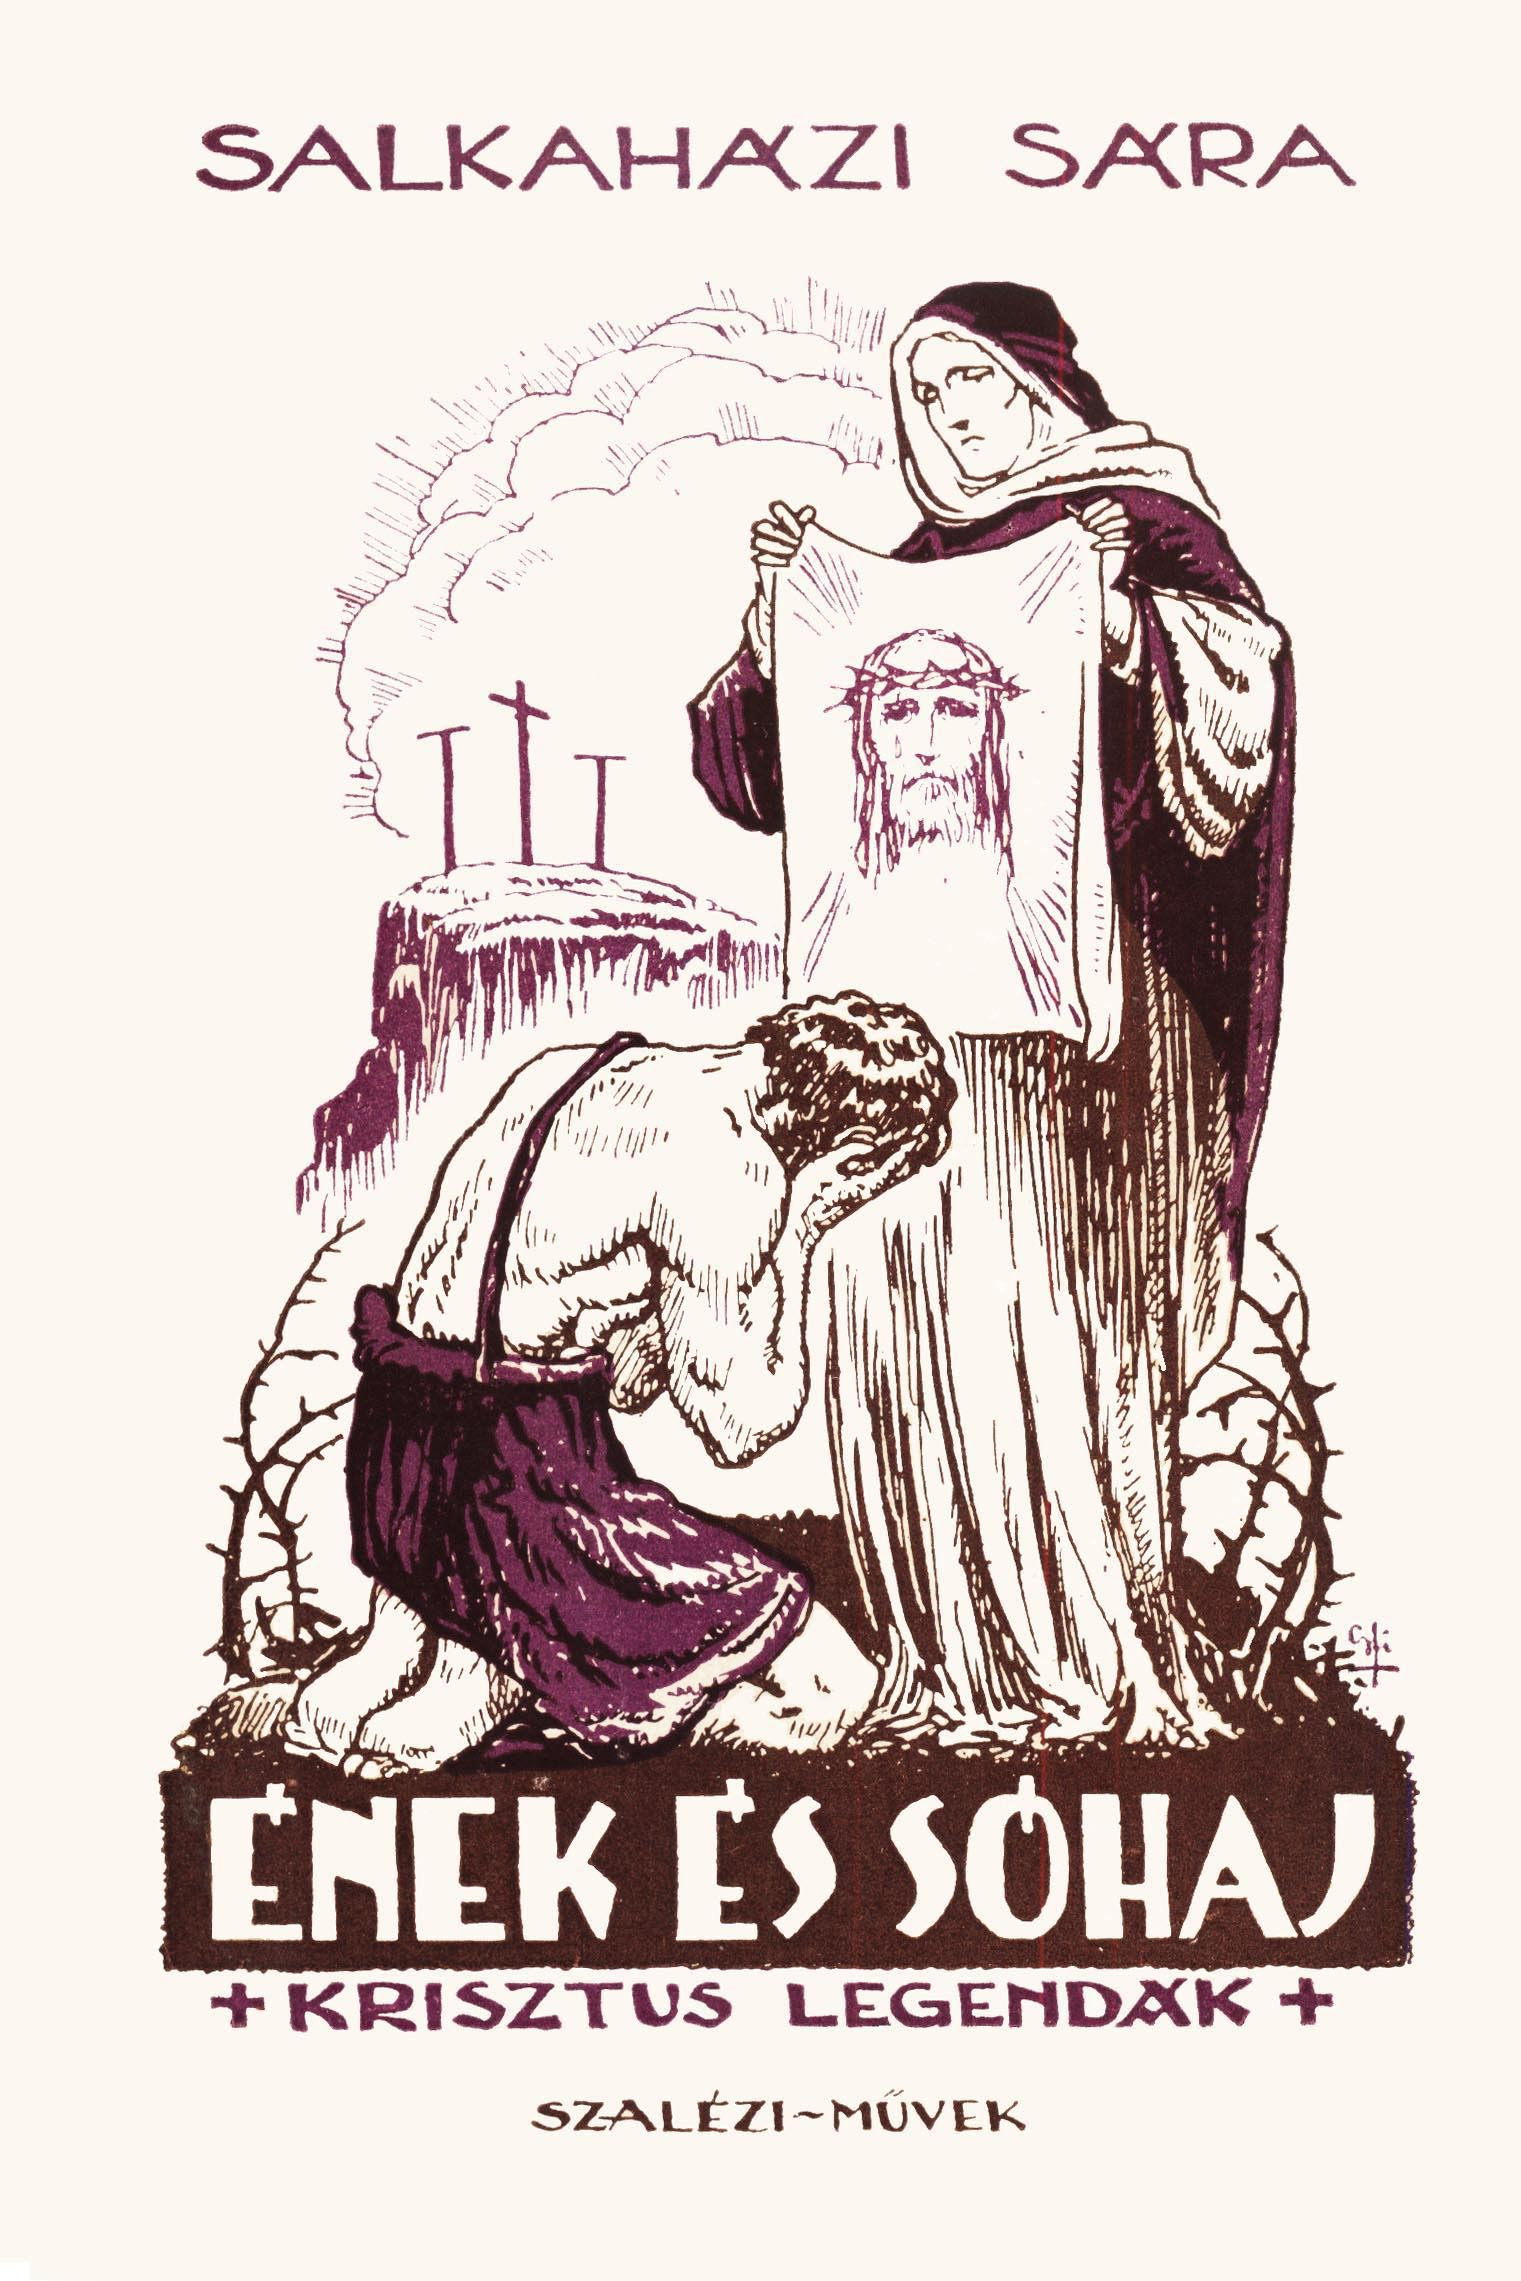 SALKAHÁZI SÁRA
ÉNEK ÉS SÓHAJ
+ KRISZTUS LEGENDÁK +
SZALÉZI-MŰVEK